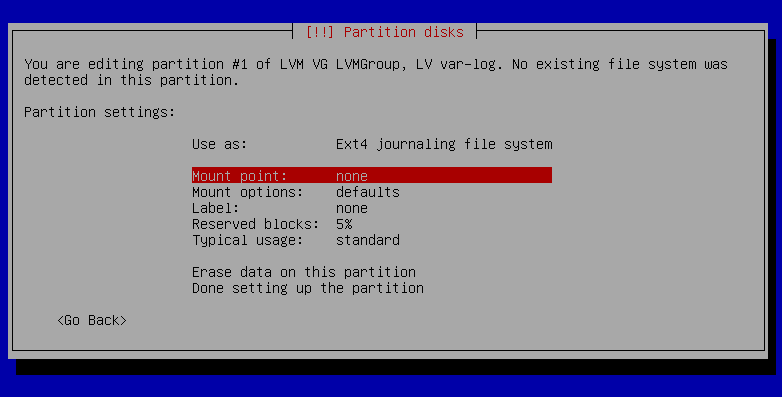 [!!] Partition disks
You are editing partition #1 of LVM VG LVMGroup, LV var-log. No existing file system was
detected in this partition.
Partition settings:
Use as: Ext4 journaling file system
Mount point: none
Mount options: defaults
Label: none
Reserved blocks: 5%
Typical usage: standard
Erase data on this partition
Done setting up the partition
<Go Back>